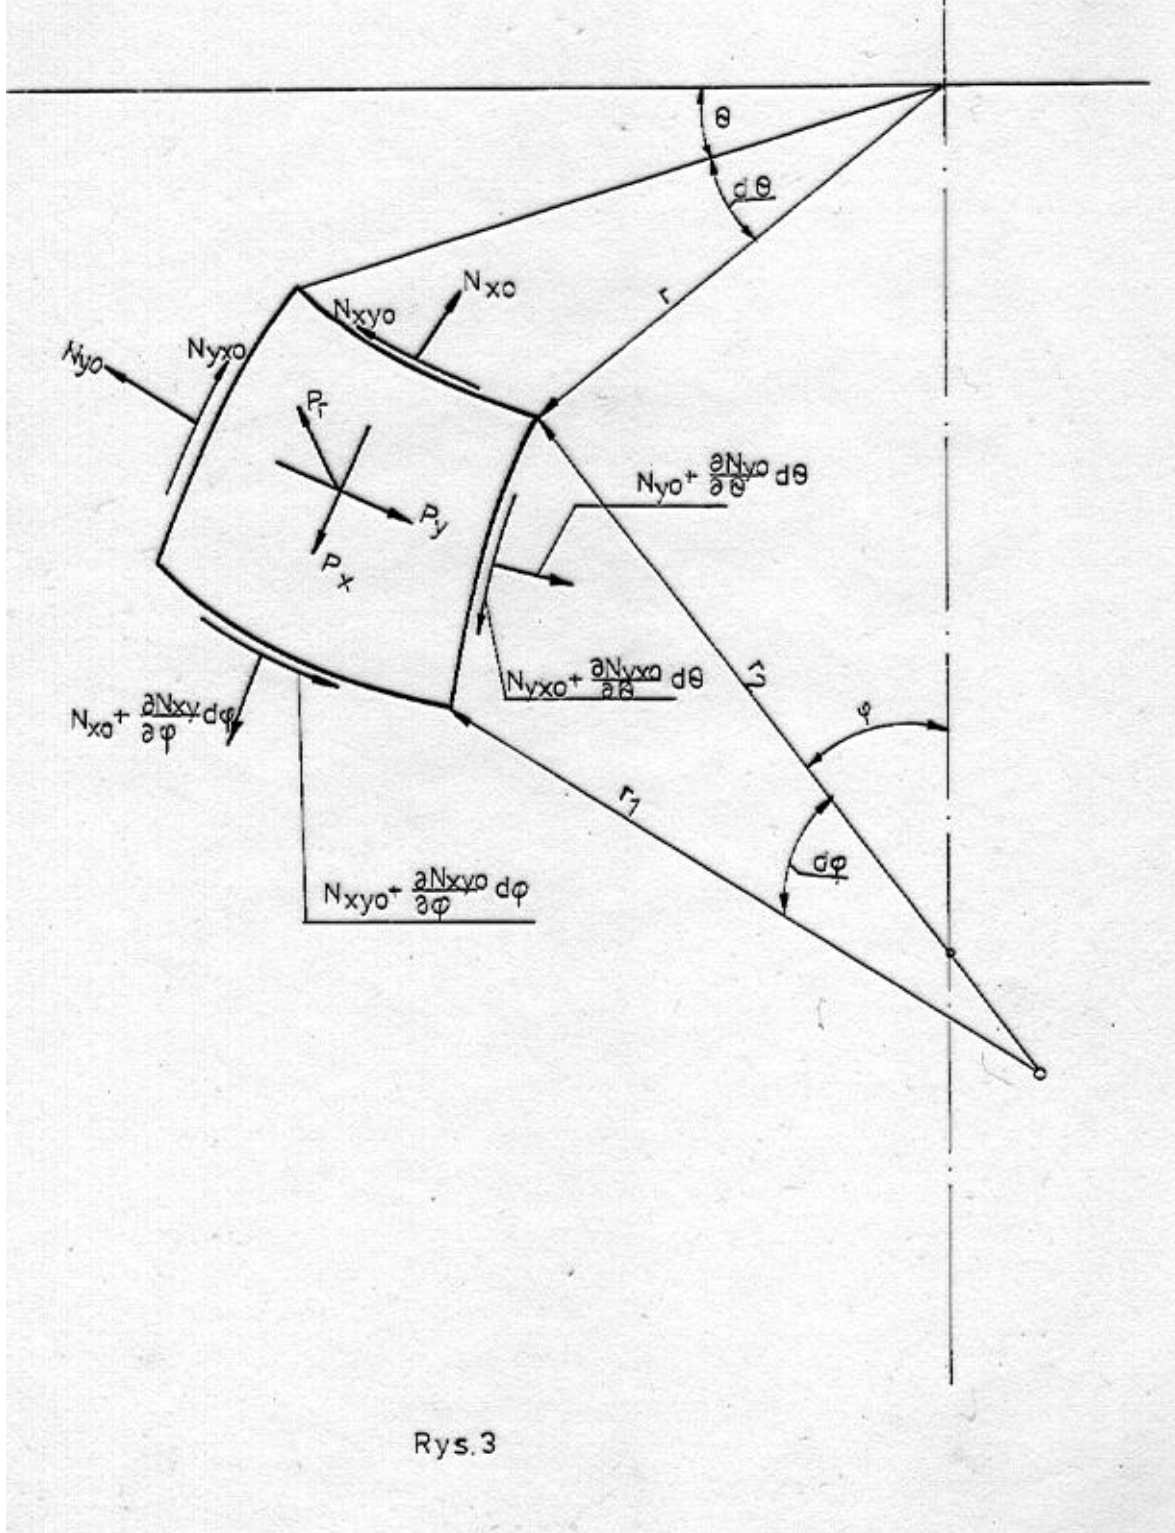 θ
dθ
r
Nxo
Nxyo
Nyxo
Nyo
Pr
Py
Px
Nyo+ ∂Nyo/∂θ dθ
Nyxo+ ∂Nyxo/∂θ dθ
Nxo+ ∂Nxy/∂φ dφ
φ
r1
dφ
Nxyo+ ∂Nxyo/∂φ dφ
Rys.3